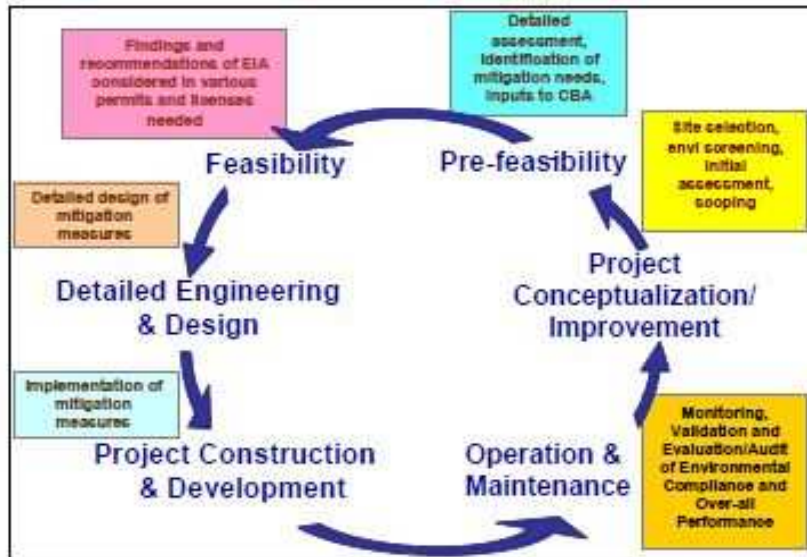 Findings and
recommendations of EIA
considered in various
permits and licenses
needed
Detailed
assessment,
Identification of
mitigation needs,
inputs to CBA
Site selection,
envi screening,
initial
assessment,
scoping
Feasibility
Pre-feasibility
Detailed design of
mitigation
measures
Detailed Engineering
& Design
Project
Conceptualization/
Improvement
Implementation of
mitigation
measures
Project Construction
& Development
Operation &
Maintenance
Monitoring,
Validation and
Evaluation/Audit
of Environmental
Compliance and
Over-all
Performance